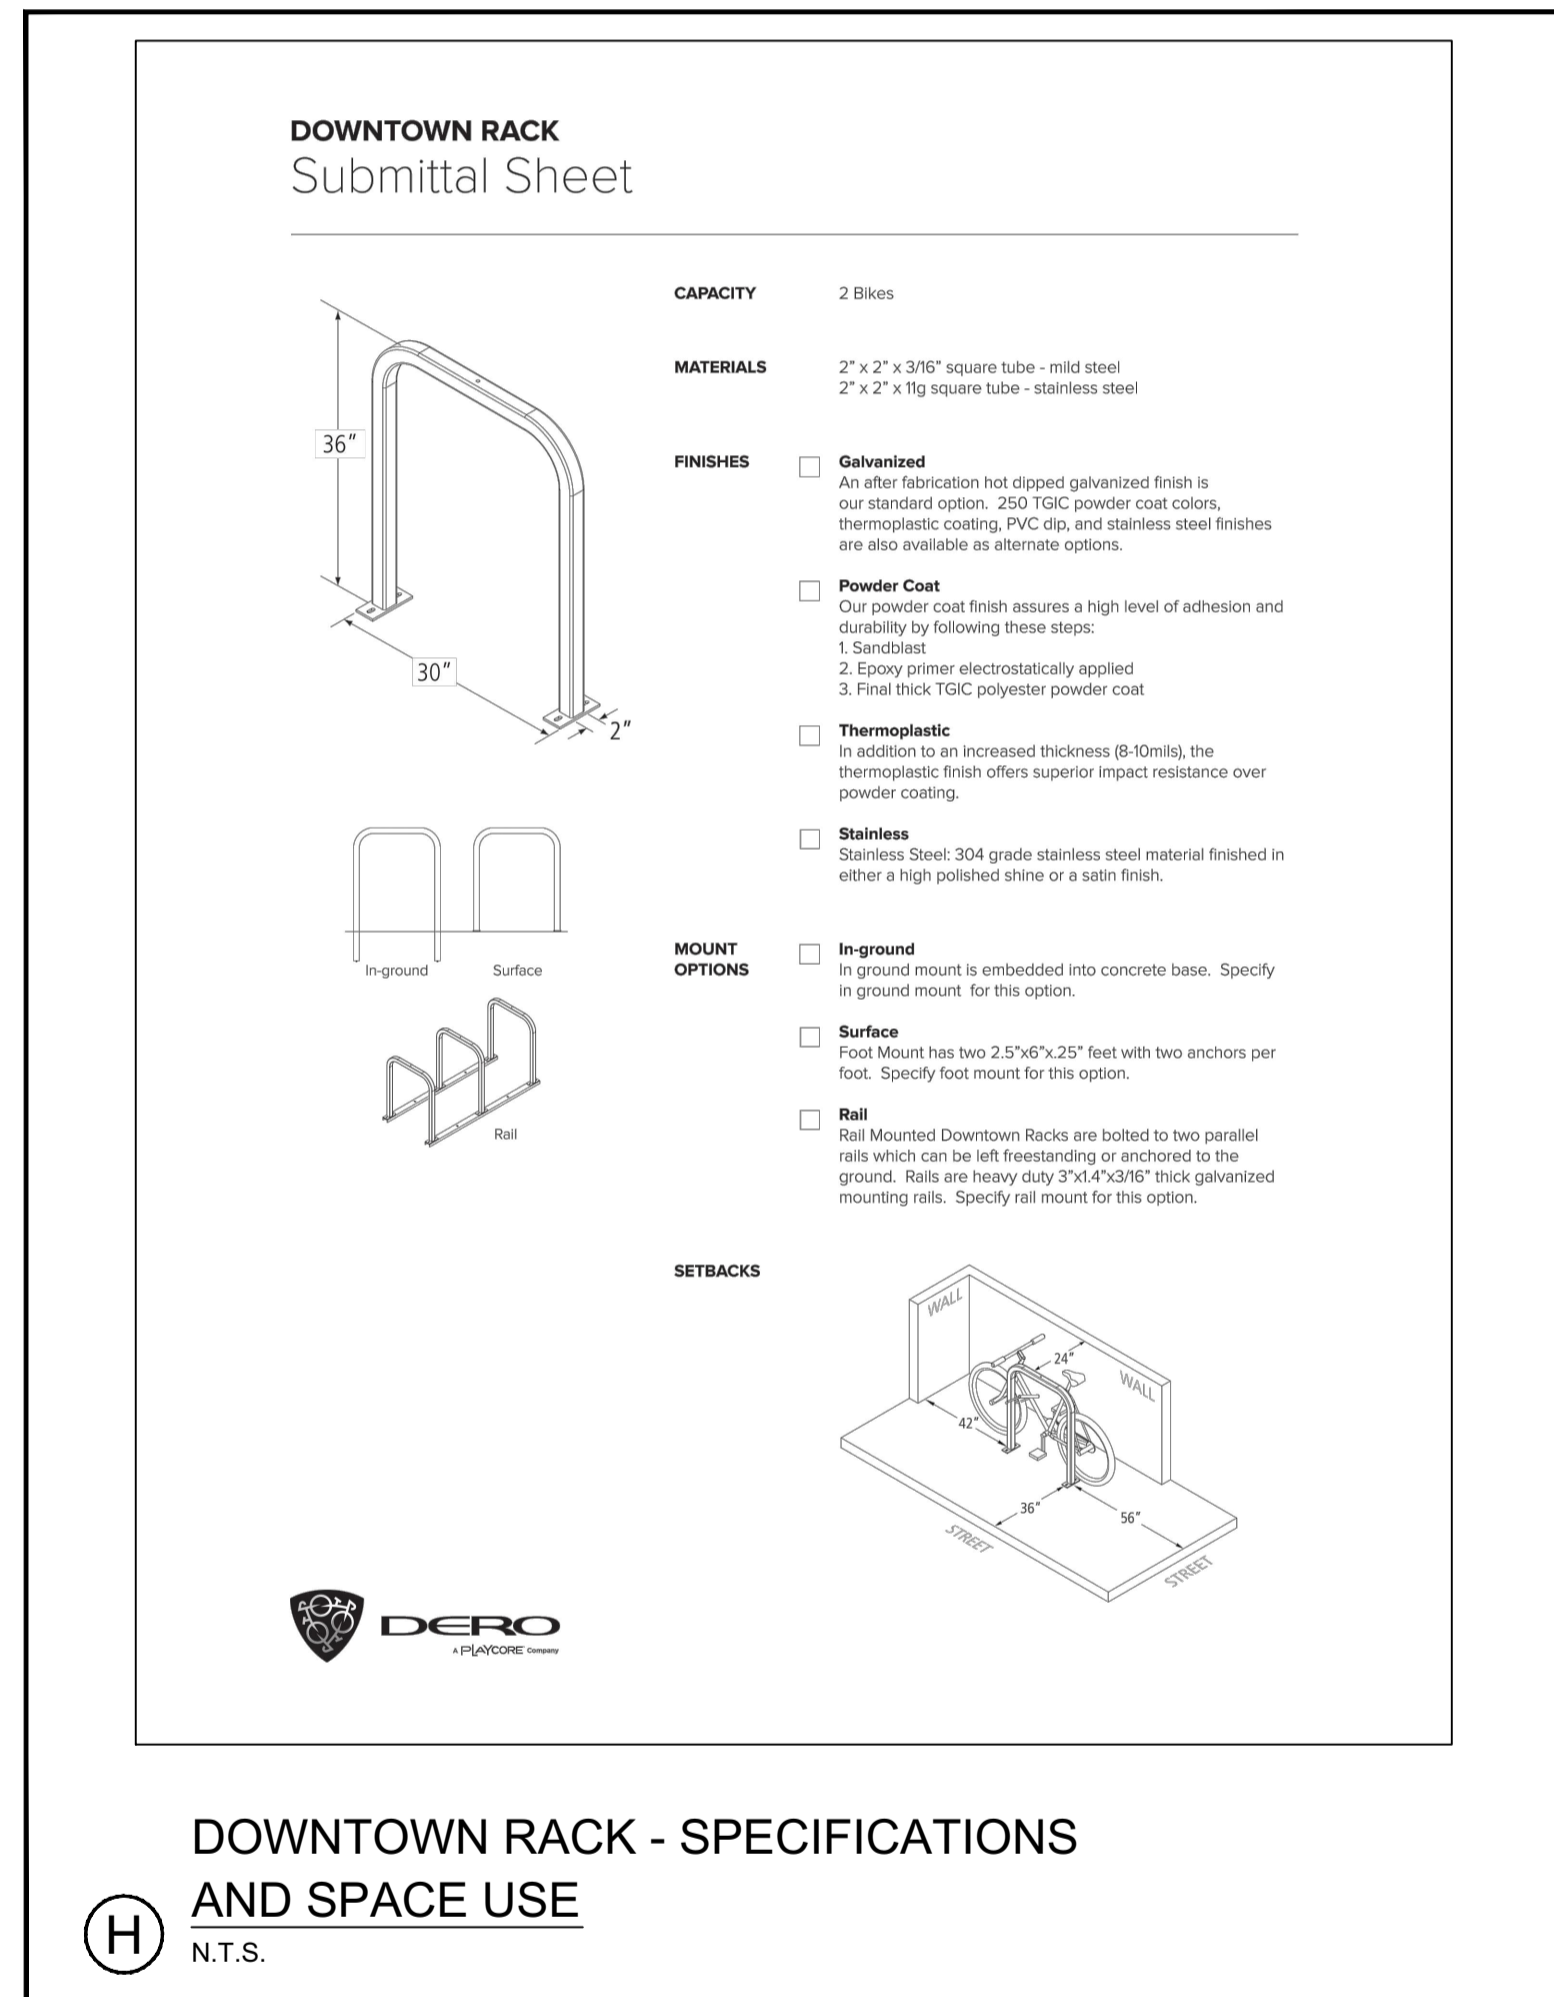 DOWNTOWN RACK
Submittal Sheet
CAPACITY
2 Bikes
MATERIALS
2” x 2” x 3/16” square tube - mild steel
2” x 2” x 11g square tube - stainless steel
36”
30”
2”
FINISHES
Galvanized
An after fabrication hot dipped galvanized finish is
our standard option. 250 TGIC powder coat colors,
thermoplastic coating, PVC dip, and stainless steel finishes
are also available as alternate options.
Powder Coat
Our powder coat finish assures a high level of adhesion and
durability by following these steps:
1. Sandblast
2. Epoxy primer electrostatically applied
3. Final thick TGIC polyester powder coat
Thermoplastic
In addition to an increased thickness (8-10mils), the
thermoplastic finish offers superior impact resistance over
powder coating.
Stainless
Stainless Steel: 304 grade stainless steel material finished in
either a high polished shine or a satin finish.
In-ground
Surface
Rail
MOUNT
OPTIONS
In-ground
In ground mount is embedded into concrete base. Specify
in ground mount for this option.
Surface
Foot Mount has two 2.5”x6”x.25” feet with two anchors per
foot. Specify foot mount for this option.
Rail
Rail Mounted Downtown Racks are bolted to two parallel
rails which can be left freestanding or anchored to the
ground. Rails are heavy duty 3”x1.4”x3/16” thick galvanized
mounting rails. Specify rail mount for this option.
SETBACKS
WALL
24”
WALL
42”
36”
56”
STREET
STREET
DERO
A PLAYCORE Company
DOWNTOWN RACK - SPECIFICATIONS
AND SPACE USE
H
N.T.S.